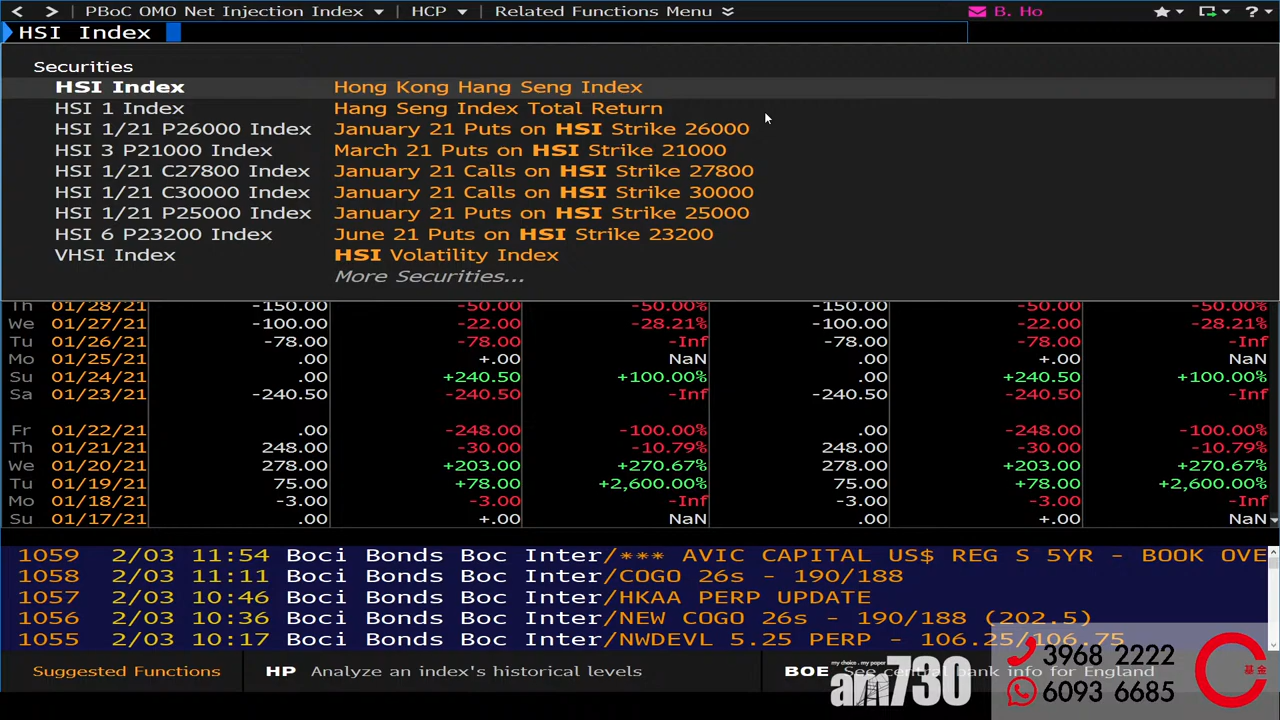 PBoC OMO Net Injection Index HCP Related Functions Menu B. Ho ?
HSI Index
Securities
HSI Index Hong Kong Hang Seng Index
HSI 1 Index Hang Seng Index Total Return
HSI 1/21 P26000 Index January 21 Puts on HSI Strike 26000
HSI 3 P21000 Index March 21 Puts on HSI Strike 21000
HSI 1/21 C27800 Index January 21 Calls on HSI Strike 27800
HSI 1/21 C30000 Index January 21 Calls on HSI Strike 30000
HSI 1/21 P25000 Index January 21 Puts on HSI Strike 25000
HSI 6 P23200 Index June 21 Puts on HSI Strike 23200
VHSI Index HSI Volatility Index
More Securities...
Th 01/28/21 -150.00 -50.00 -50.00% -150.00 -50.00 -50.00%
We 01/27/21 -100.00 -22.00 -28.21% -100.00 -22.00 -28.21%
Tu 01/26/21 -78.00 -78.00 -Inf -78.00 -78.00 -Inf
Mo 01/25/21 .00 +.00 NaN .00 +.00 NaN
Su 01/24/21 .00 +240.50 +100.00% .00 +240.50 +100.00%
Sa 01/23/21 -240.50 -240.50 -Inf -240.50 -240.50 -Inf
Fr 01/22/21 .00 -248.00 -100.00% .00 -248.00 -100.00%
Th 01/21/21 248.00 -30.00 -10.79% 248.00 -30.00 -10.79%
We 01/20/21 278.00 +203.00 +270.67% 278.00 +203.00 +270.67%
Tu 01/19/21 75.00 +78.00 +2,600.00% 75.00 +78.00 +2,600.00%
Mo 01/18/21 -3.00 -3.00 -Inf -3.00 -3.00 -Inf
Su 01/17/21 .00 +.00 NaN .00 +.00 NaN
1059 2/03 11:54 Boci Bonds Boc Inter/*** AVIC CAPITAL US$ REG S 5YR - BOOK OVE
1058 2/03 11:11 Boci Bonds Boc Inter/COGO 26s - 190/188
1057 2/03 10:46 Boci Bonds Boc Inter/HKAA PERP UPDATE
1056 2/03 10:36 Boci Bonds Boc Inter/NEW COGO 26s - 190/188 (202.5)
1055 2/03 10:17 Boci Bonds Boc Inter/NWDEVL 5.25 PERP - 106.25/106.75
Suggested Functions HP Analyze an index's historical levels BOE See central bank info for England
my choice . my paper
am730
3968 2222
6093 6685
基金